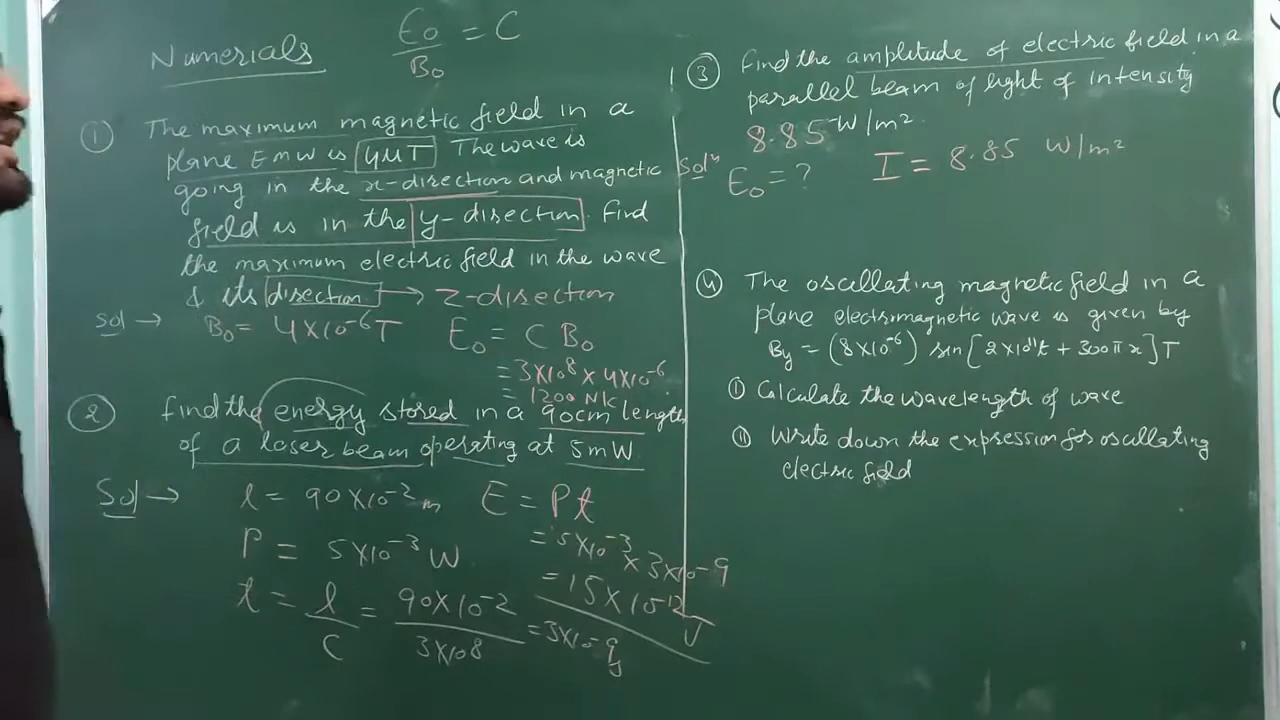 Numerials
E₀/B₀ = C
① The maximum magnetic field in a
plane EMW is 4μT The wave is
going in the x-direction and magnetic
field is in the y-direction. Find
the maximum electric field in the wave
& its direction → Z-direction
Sol → B₀ = 4×10⁻⁶T E₀ = C B₀
= 3×10⁸ × 4×10⁻⁶
= 1200 N/C
② find the energy stored in a 90cm length
of a laser beam operating at 5mW.
Sol → l = 90×10⁻² m E = Pt
P = 5×10⁻³ W
= 5×10⁻³ × 3×10⁻⁹
= 15×10⁻¹² J
t = l/C = 90×10⁻²/3×10⁸ = 3×10⁻⁹ s
③ find the amplitude of electric field in a
parallel beam of light of intensity
8.85 W/m².
Solⁿ E₀ = ? I = 8.85 W/m²
④ The oscillating magnetic field in a
plane electromagnetic wave is given by
By = (8×10⁻⁶) sin[2×10¹¹t + 300πx]T
① Calculate the wavelength of wave
⑪ Write down the expression for oscillating
electric field